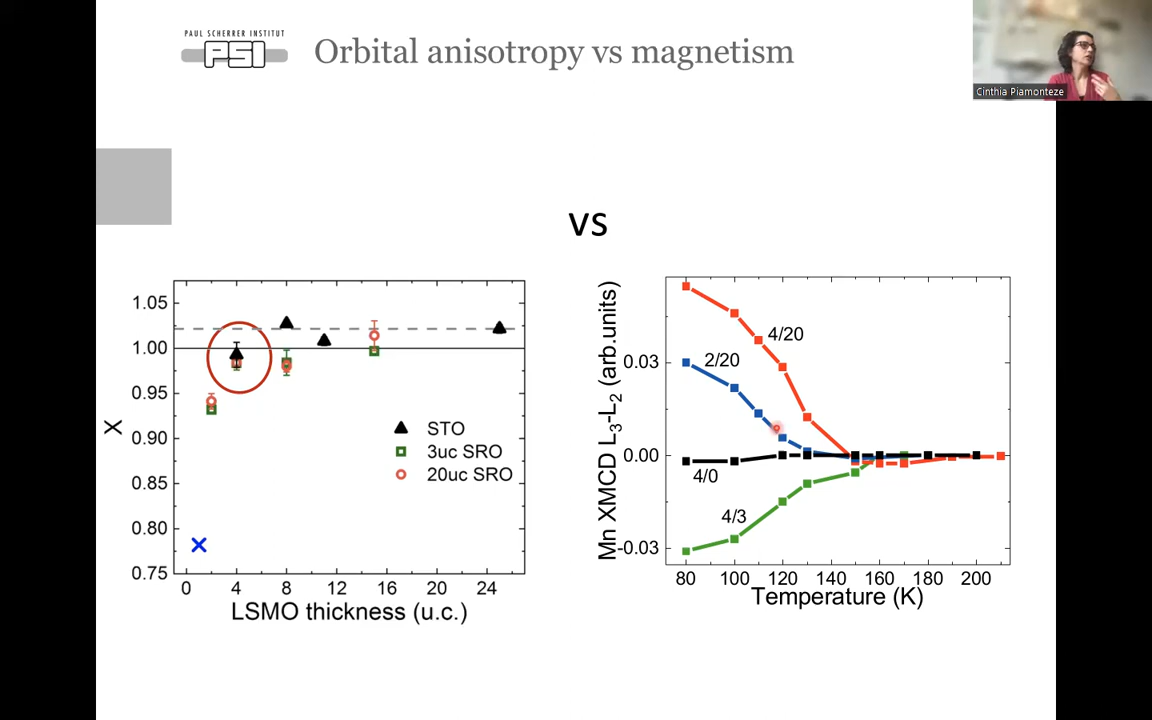 PAUL SCHERRER INSTITUT
PSI
Orbital anisotropy vs magnetism
Cinthia Piamonteze
vs
1.05
1.00
0.95
0.90
0.85
0.80
0.75
X
STO
3uc SRO
20uc SRO
0 4 8 12 16 20 24
LSMO thickness (u.c.)
Mn XMCD L3-L2 (arb.units)
0.03
0.00
-0.03
4/20
2/20
4/0
4/3
80 100 120 140 160 180 200
Temperature (K)